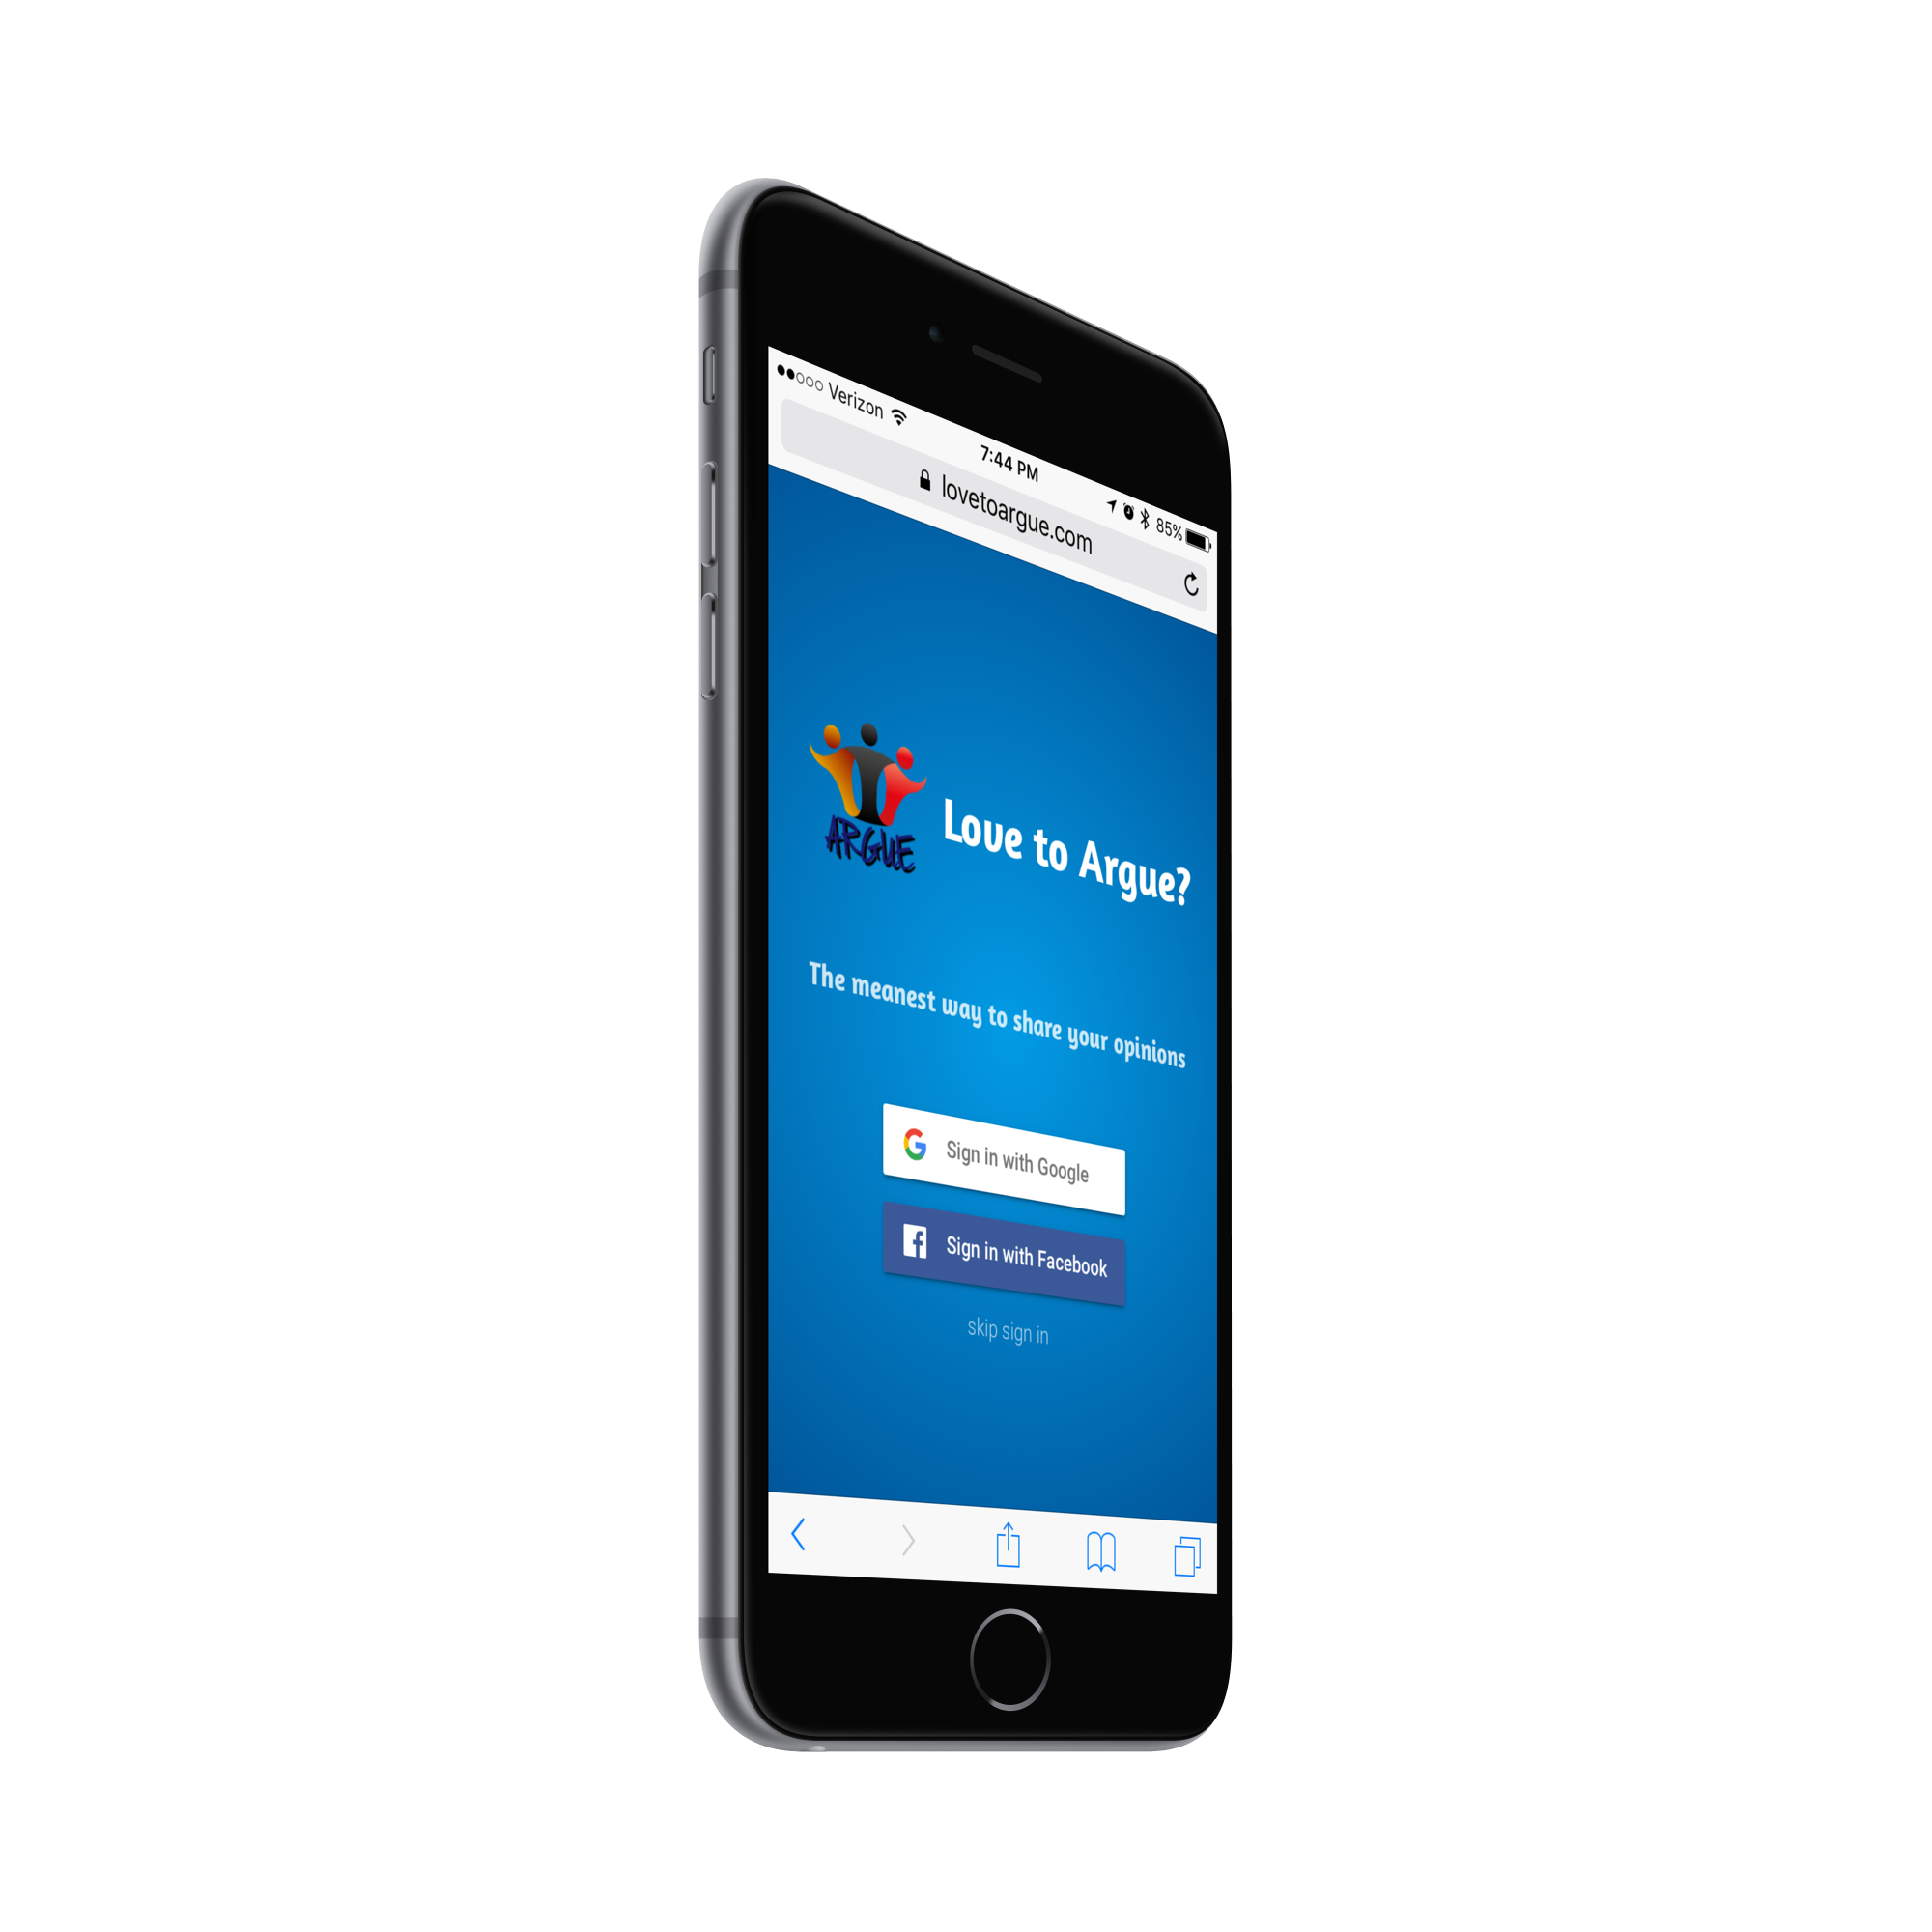 Verizon
7:44 PM
85%
lovetoargue.com
ARGUE
Love to Argue?
The meanest way to share your opinions
Sign in with Google
Sign in with Facebook
skip sign in